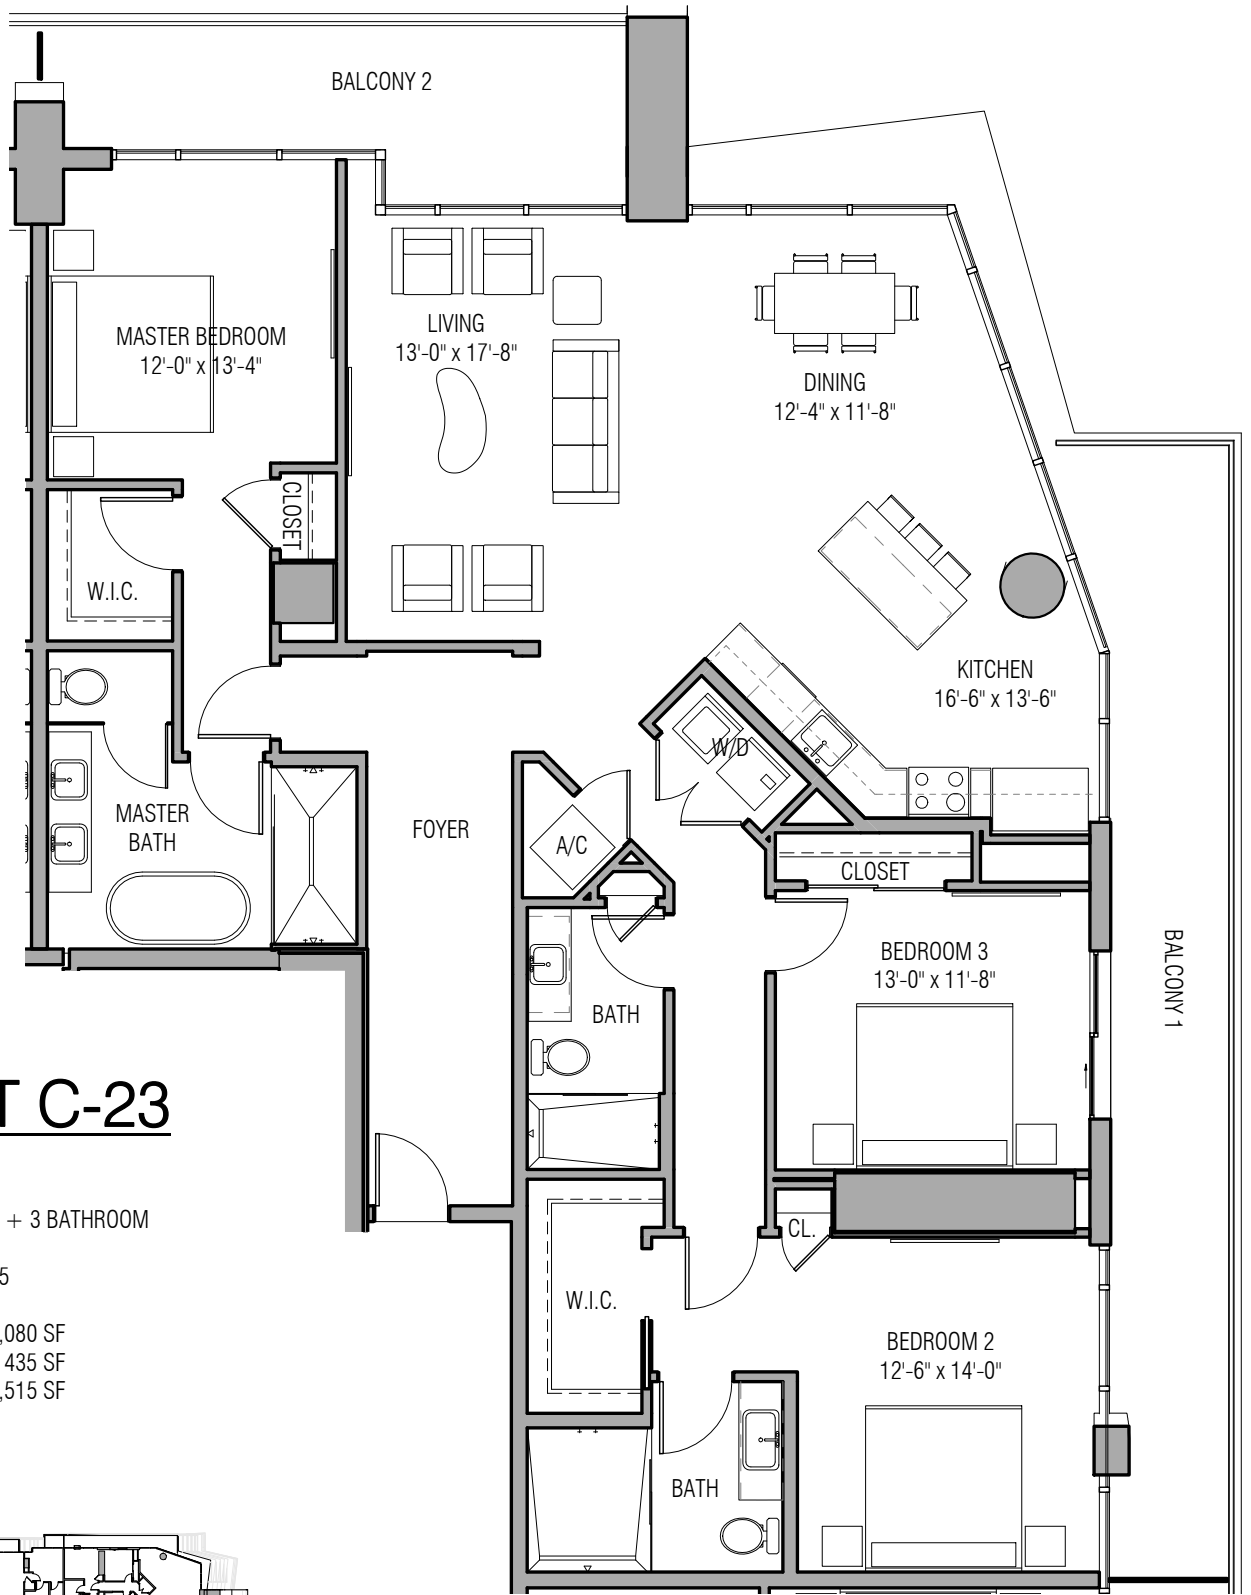 BALCONY 2
MASTER BEDROOM
12'-0" x 13'-4"
LIVING
13'-0" x 17'-8"
DINING
12'-4" x 11'-8"
CLOSET
W.I.C.
KITCHEN
16'-6" x 13'-6"
W/D
MASTER
BATH
FOYER
A/C
CLOSET
BEDROOM 3
13'-0" x 11'-8"
BALCONY 1
BATH
T C-23
+ 3 BATHROOM
CL.
5
W.I.C.
,080 SF
435 SF
,515 SF
BEDROOM 2
12'-6" x 14'-0"
BATH